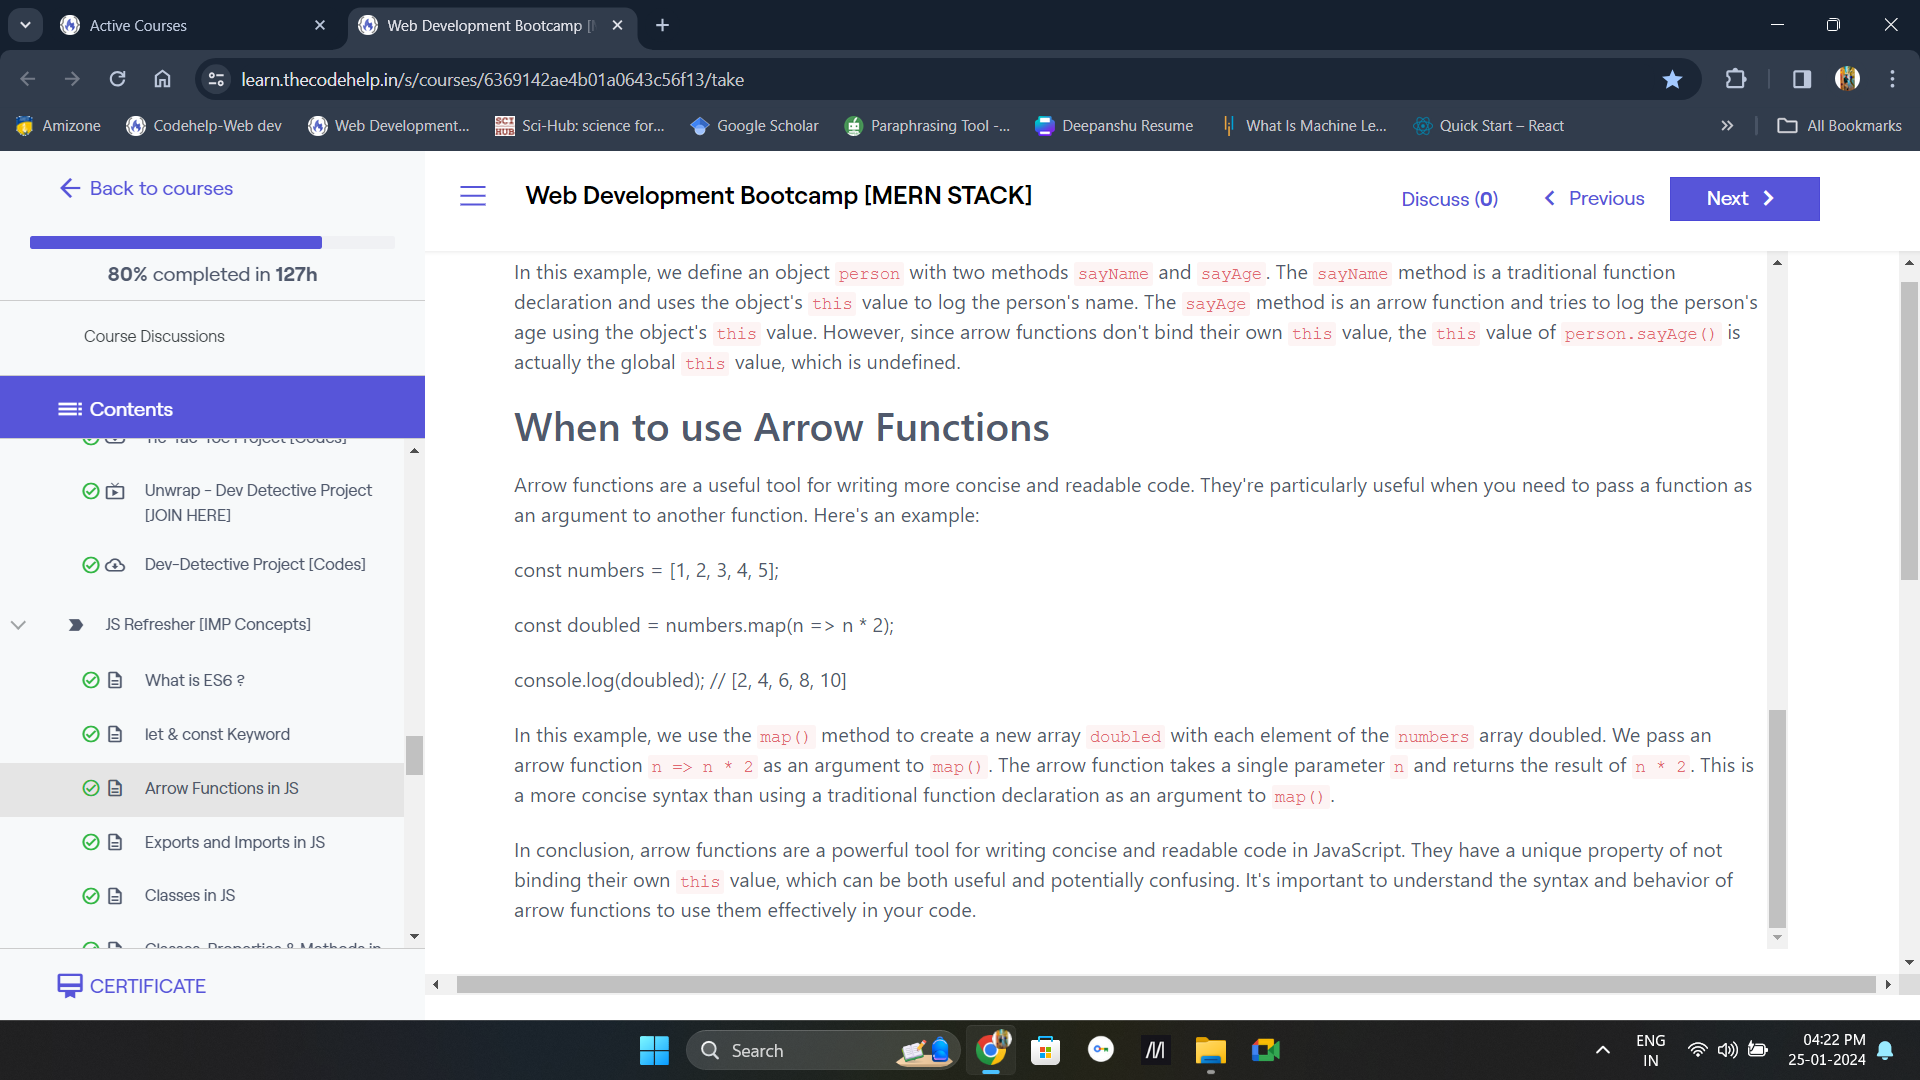 Active Courses
Web Development Bootcamp [
learn.thecodehelp.in/s/courses/6369142ae4b01a0643c56f13/take
Amizone
Codehelp-Web dev
Web Development...
SCI HUB
Sci-Hub: science for...
Google Scholar
Paraphrasing Tool -...
Deepanshu Resume
What Is Machine Le...
Quick Start – React
All Bookmarks
Back to courses
80% completed in 127h
Course Discussions
Contents
Tic-Tac-Toe Project [Codes]
Unwrap - Dev Detective Project
[JOIN HERE]
Dev-Detective Project [Codes]
JS Refresher [IMP Concepts]
What is ES6 ?
let & const Keyword
Arrow Functions in JS
Exports and Imports in JS
Classes in JS
Classes, Properties & Methods in
CERTIFICATE
Web Development Bootcamp [MERN STACK]
Discuss (0)
Previous
Next
In this example, we define an object person with two methods sayName and sayAge. The sayName method is a traditional function
declaration and uses the object's this value to log the person's name. The sayAge method is an arrow function and tries to log the person's
age using the object's this value. However, since arrow functions don't bind their own this value, the this value of person.sayAge() is
actually the global this value, which is undefined.
When to use Arrow Functions
Arrow functions are a useful tool for writing more concise and readable code. They're particularly useful when you need to pass a function as
an argument to another function. Here's an example:
const numbers = [1, 2, 3, 4, 5];
const doubled = numbers.map(n => n * 2);
console.log(doubled); // [2, 4, 6, 8, 10]
In this example, we use the map() method to create a new array doubled with each element of the numbers array doubled. We pass an
arrow function n => n * 2 as an argument to map(). The arrow function takes a single parameter n and returns the result of n * 2. This is
a more concise syntax than using a traditional function declaration as an argument to map().
In conclusion, arrow functions are a powerful tool for writing concise and readable code in JavaScript. They have a unique property of not
binding their own this value, which can be both useful and potentially confusing. It's important to understand the syntax and behavior of
arrow functions to use them effectively in your code.
Search
ENG
IN
04:22 PM
25-01-2024